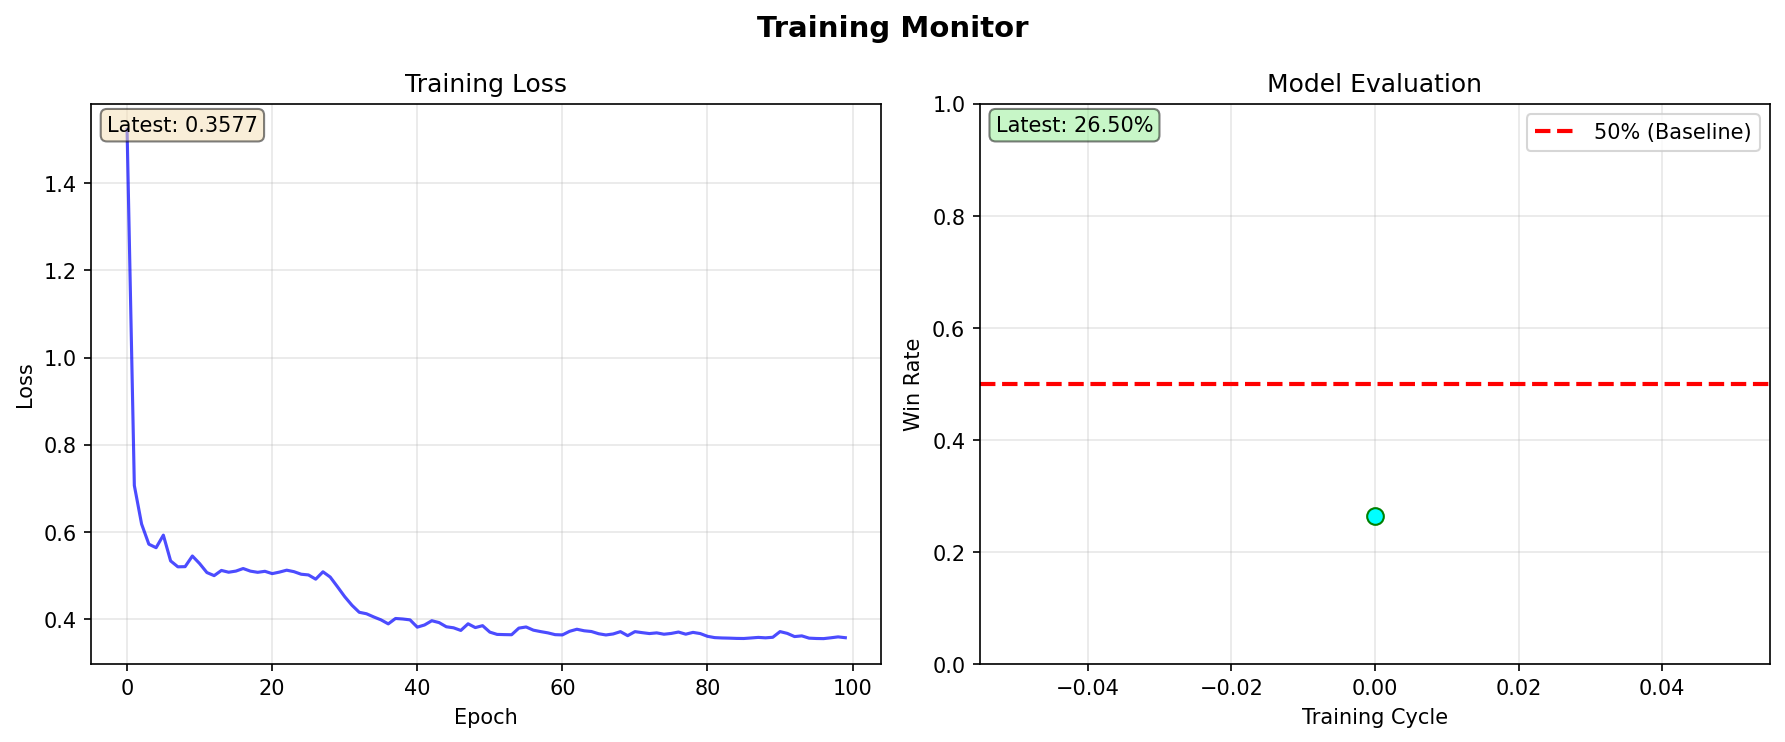 Training Monitor
Training Loss
Latest: 0.3577
1.4
1.2
1.0
0.8
0.6
0.4
0
20
40
60
80
100
Loss
Epoch
Model Evaluation
Latest: 26.50%
50% (Baseline)
1.0
0.8
0.6
0.4
0.2
0.0
−0.04
−0.02
0.00
0.02
0.04
Win Rate
Training Cycle